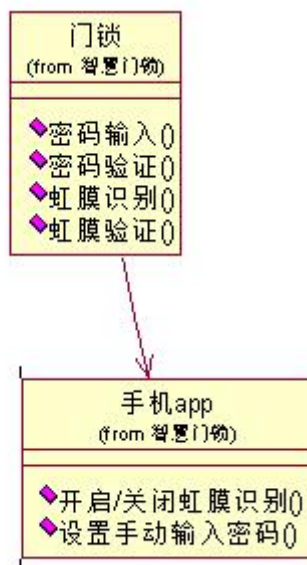 门锁
(from 智慧门锁)
密码输入()
密码验证()
虹膜识别()
虹膜验证()
手机app
(from 智慧门锁)
开启/关闭虹膜识别()
设置手动输入密码()